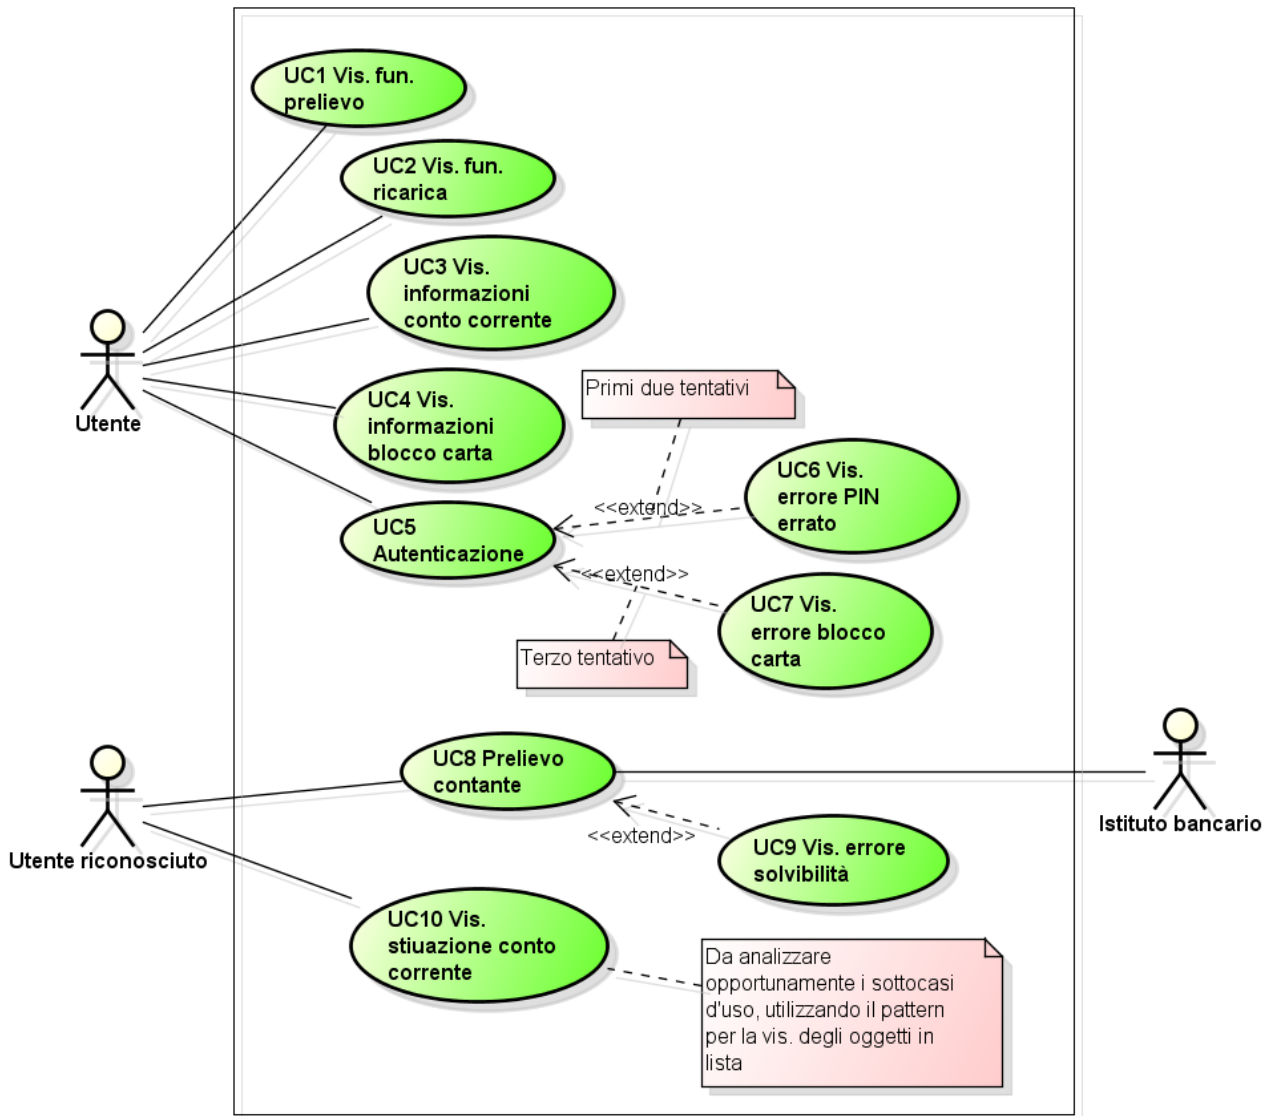 UC1 Vis. fun.
prelievo
UC2 Vis. fun.
ricarica
UC3 Vis.
informazioni
conto corrente
Utente
UC4 Vis.
informazioni
blocco carta
Primi due tentativi
UC5
Autenticazione
<<extend>>
UC6 Vis.
errore PIN
errato
<<extend>>
UC7 Vis.
errore blocco
carta
Terzo tentativo
Utente riconosciuto
UC8 Prelievo
contante
Istituto bancario
<<extend>>
UC9 Vis. errore
solvibilità
UC10 Vis.
stiuazione conto
corrente
Da analizzare
opportunamente i sottocasi
d'uso, utilizzando il pattern
per la vis. degli oggetti in
lista